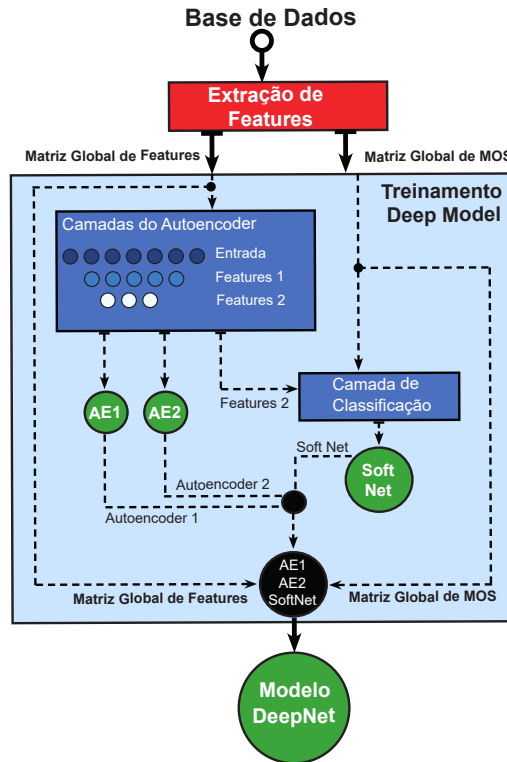 Base de Dados
Extração de
Features
Matriz Global de Features
Matriz Global de MOS
Treinamento
Deep Model
Camadas do Autoencoder
Entrada
Features 1
Features 2
AE1
AE2
Features 2
Camada de
Classificação
Soft Net
Soft
Net
Autoencoder 2
Autoencoder 1
AE1
AE2
SoftNet
Matriz Global de Features
Matriz Global de MOS
Modelo
DeepNet